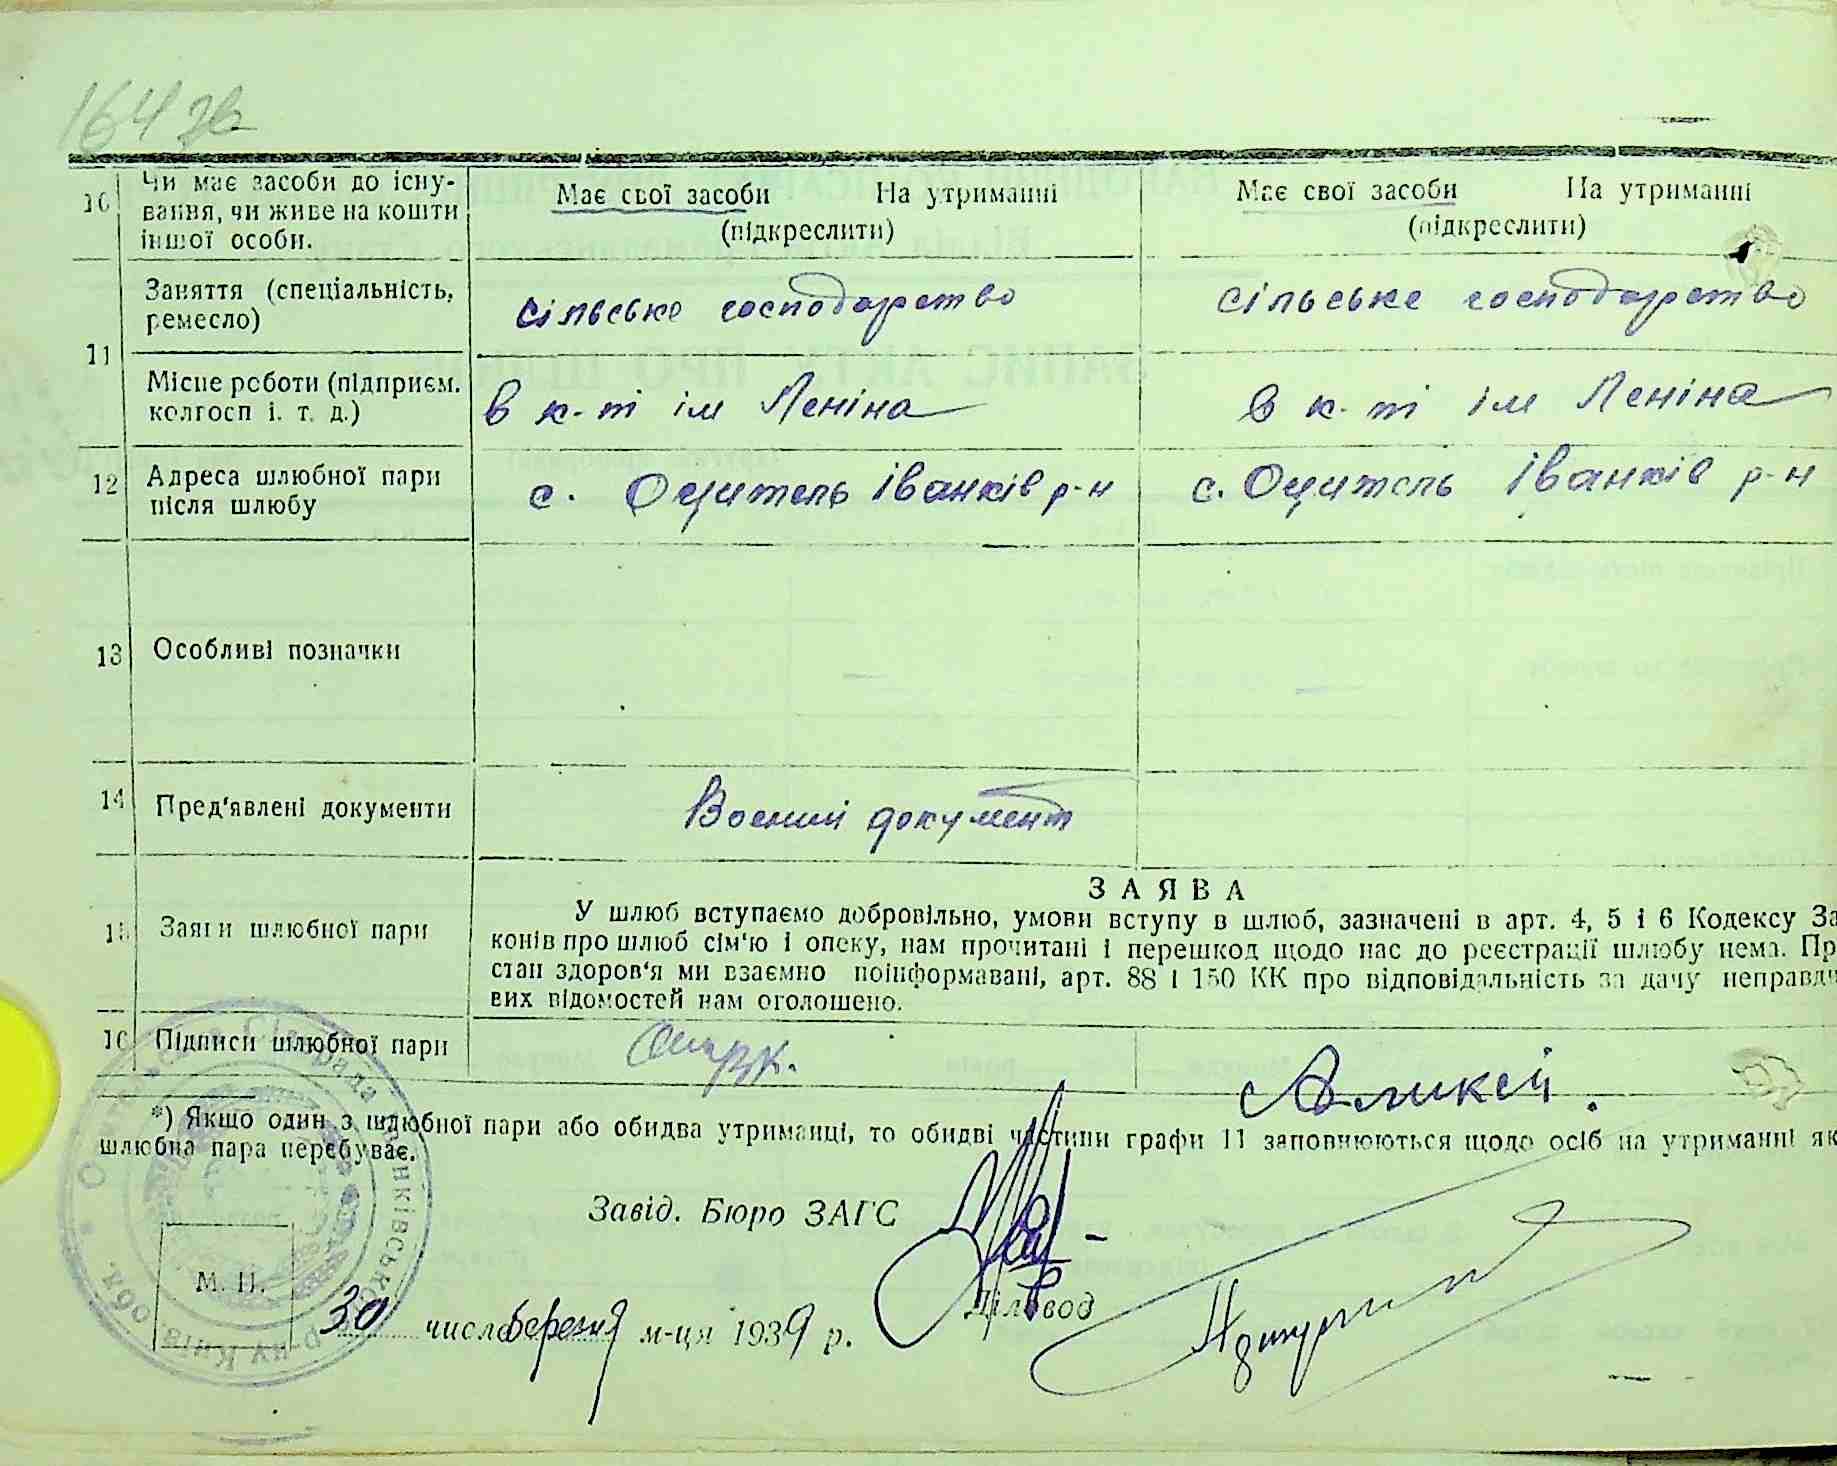 164 зв
10 Чи має засоби до існу-
вання, чи живе на кошти
іншої особи.
Має свої засоби На утриманні
(підкреслити)
Має свої засоби На утриманні
(підкреслити)
11 Заняття (спеціальність,
ремесло)
сільське господарство
сільське господарство
Місце роботи (підприєм.
колгосп і. т. д.)
в к-ті ім Леніна
в к-ті ім Леніна
12 Адреса шлюбної пари
після шлюбу
с. Оцитель Іванків р-н
с. Оцитель Іванків р-н
13 Особливі позначки
14 Пред'явлені документи
Воєний документ
15 Заяви шлюбної пари
ЗАЯВА
У шлюб вступаємо добровільно, умови вступу в шлюб, зазначені в арт. 4, 5 і 6 Кодексу За
конів про шлюб сім'ю і опеку, нам прочитані і перешкод щодо нас до реєстрації шлюбу нема. Пр
стан здоров'я ми взаємно поінформавані, арт. 88 і 150 КК про відповідальність за дачу неправди
вих відомостей нам оголошено.
16 Підписи шлюбної пари
*) Якщо один з шлюбної пари або обидва утриманці, то обидві частини графи 11 заповнюються щодо осіб на утриманні як
шлюбна пара перебуває.
Завід. Бюро ЗАГС
Діловод
М. П.
30 числа березня м-ця 1939 р.